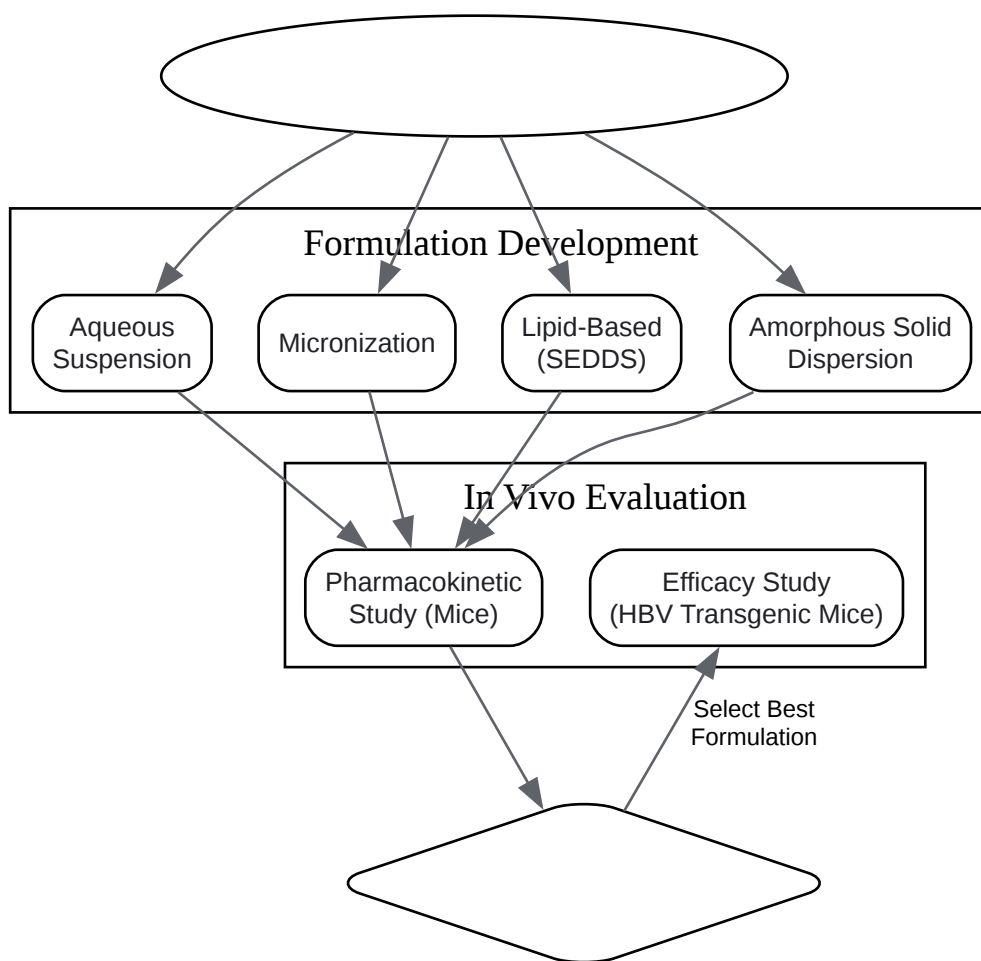 Formulation Development
Aqueous
Suspension
Micronization
Lipid-Based
(SEDDS)
Amorphous Solid
Dispersion
In Vivo Evaluation
Pharmacokinetic
Study (Mice)
Efficacy Study
(HBV Transgenic Mice)
Select Best
Formulation